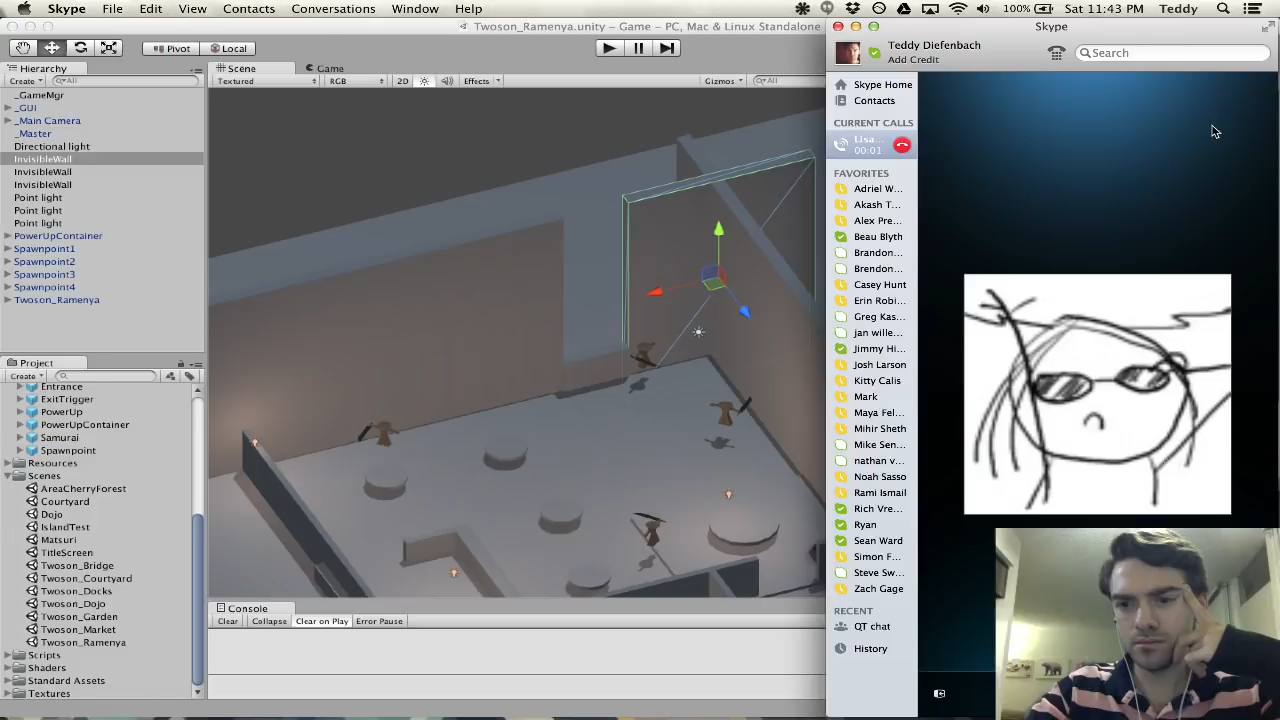 Skype File Edit View Contacts Conversations Window Help 100% Sat 11:43 PM Teddy
Twoson_Ramenya.unity - Game - PC, Mac & Linux Standalone
Pivot Local
Hierarchy
Create All
_GameMgr
_GUI
_Main Camera
_Master
Directional light
InvisibleWall
InvisibleWall
InvisibleWall
Point light
Point light
Point light
PowerUpContainer
Spawnpoint1
Spawnpoint2
Spawnpoint3
Spawnpoint4
Twoson_Ramenya
Project
Create
Entrance
ExitTrigger
PowerUp
PowerUpContainer
Samurai
Spawnpoint
Resources
Scenes
AreaCherryForest
Courtyard
Dojo
IslandTest
Matsuri
TitleScreen
Twoson_Bridge
Twoson_Courtyard
Twoson_Docks
Twoson_Dojo
Twoson_Garden
Twoson_Market
Twoson_Ramenya
Scripts
Shaders
Standard Assets
Textures
Scene Game
Textured RGB 2D Effects Gizmos All
Console
Clear Collapse Clear on Play Error Pause
Skype
Teddy Diefenbach
Add Credit
Search
Skype Home
Contacts
CURRENT CALLS
Lisa...
00:01
FAVORITES
Adriel W...
Akash T...
Alex Pre...
Beau Blyth
Brandon...
Brendon...
Casey Hunt
Erin Robi...
Greg Kas...
jan wille...
Jimmy Hi...
Josh Larson
Kitty Calis
Mark
Maya Fel...
Mihir Sheth
Mike Sen...
nathan v...
Noah Sasso
Rami Ismail
Rich Vre...
Ryan
Sean Ward
Simon F...
Steve Sw...
Zach Gage
RECENT
QT chat
History